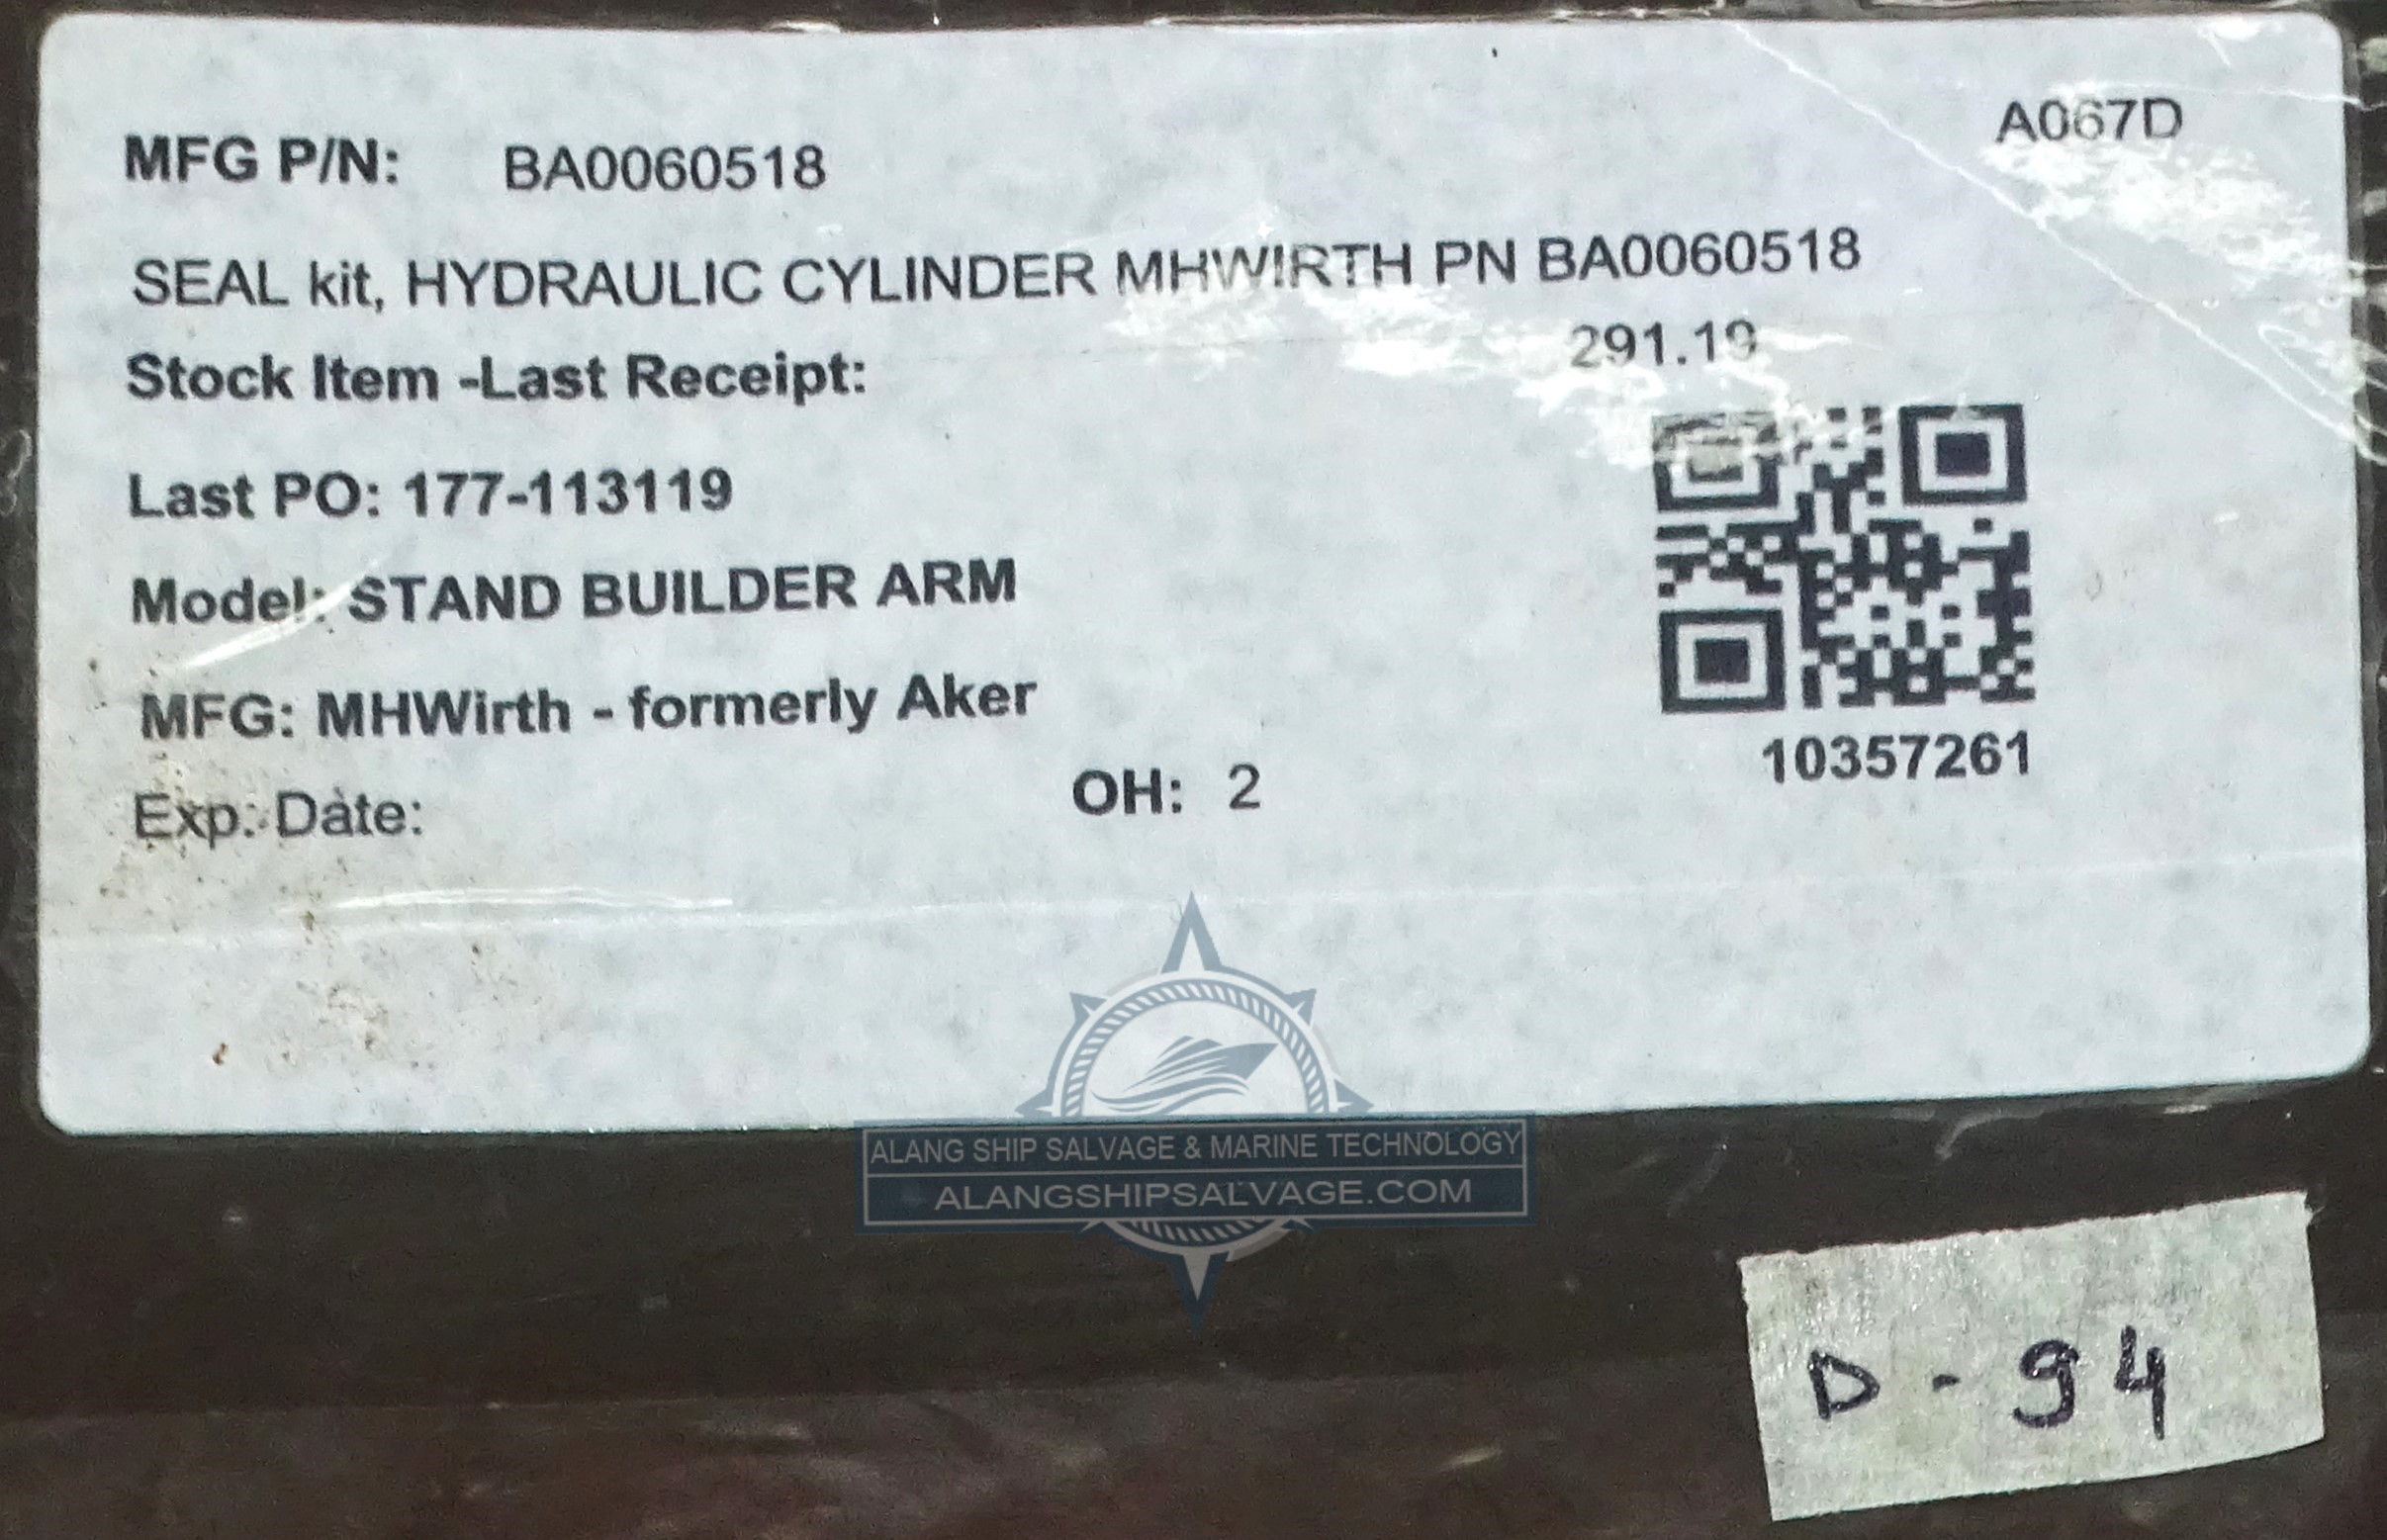 A067D
MFG P/N: BA0060518
SEAL kit, HYDRAULIC CYLINDER MHWIRTH PN BA0060518
291.19
Stock Item -Last Receipt:
Last PO: 177-113119
Model: STAND BUILDER ARM
MFG: MHWirth - formerly Aker
10357261
Exp. Date:
OH: 2
ALANG SHIP SALVAGE & MARINE TECHNOLOGY
ALANGSHIPSALVAGE.COM
D - 94